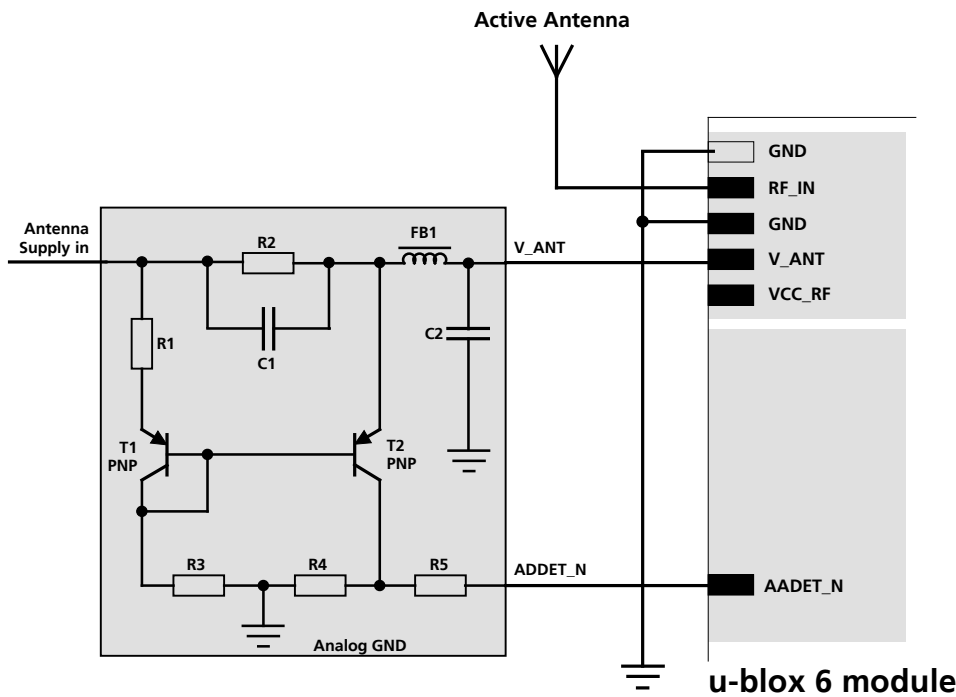 Active Antenna
GND
RF_IN
GND
V_ANT
VCC_RF
Antenna
Supply in
R2
FB1
V_ANT
R1
C1
C2
T1
PNP
T2
PNP
R3
R4
R5
ADDET_N
AADET_N
Analog GND
u-blox 6 module